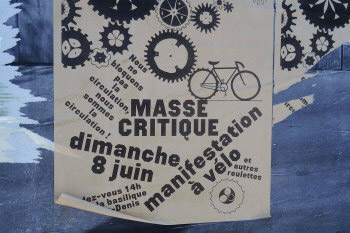 Nous
ne
bloquons
pas
la
circulation,
nous
sommes
la
circulation !
MASSE
CRITIQUE
dimanche
8 juin
manifestation
à vélo
et
autres
roulettes
ez-vous 14h
basilique
-Denis